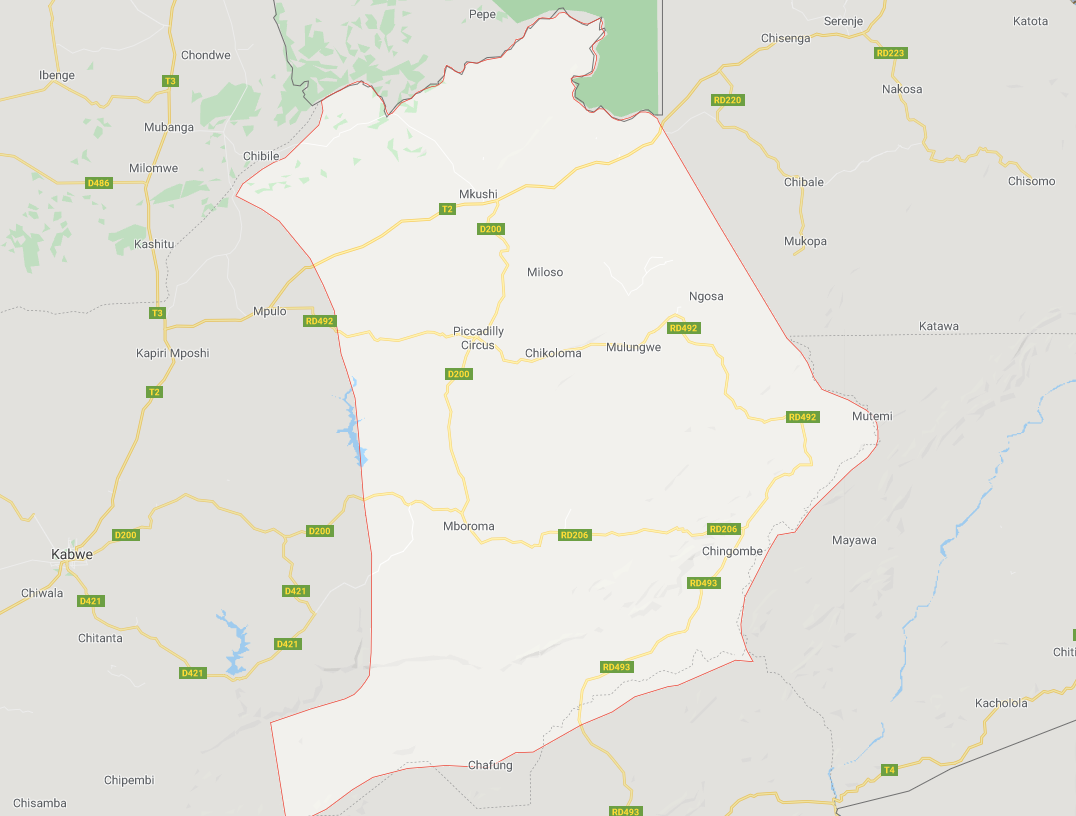 Pepe
Serenje
Katota
Chisenga
Chondwe
RD223
Ibenge
T3
Nakosa
RD220
Mubanga
Chibile
Milomwe
D486
Chibale
Chisomo
Mkushi
T2
D200
Kashitu
Mukopa
Miloso
Ngosa
T3
Mpulo
RD492
Katawa
RD492
Piccadilly
Circus
Mulungwe
Kapiri Mposhi
Chikoloma
D200
T2
Mutemi
RD492
Mboroma
D200
D200
RD206
RD206
Mayawa
Kabwe
Chingombe
RD493
Chiwala
D421
D421
Chitanta
D421
Chiti
RD493
D421
Kacholola
Chafung
T4
Chipembi
Chisamba
RD493